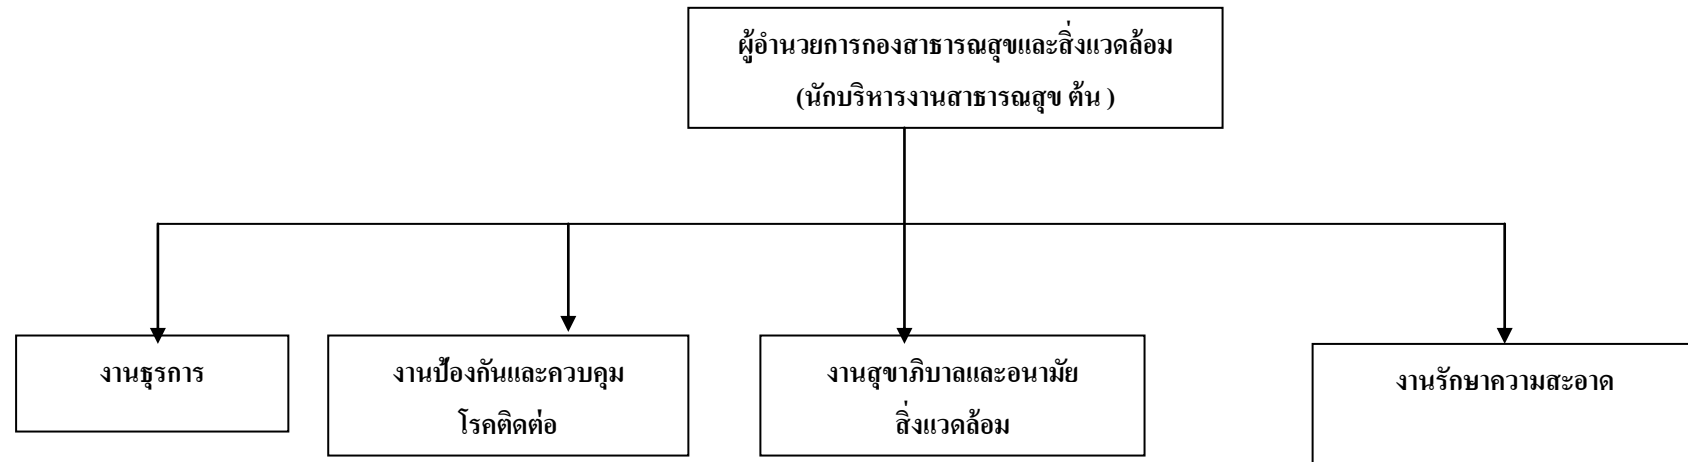 ผู้อำนวยการกองสาธารณสุขและสิ่งแวดล้อม
(นักบริหารงานสาธารณสุข ต้น )
งานธุรการ
งานป้องกันและควบคุม
โรคติดต่อ
งานสุขาภิบาลและอนามัย
สิ่งแวดล้อม
งานรักษาความสะอาด